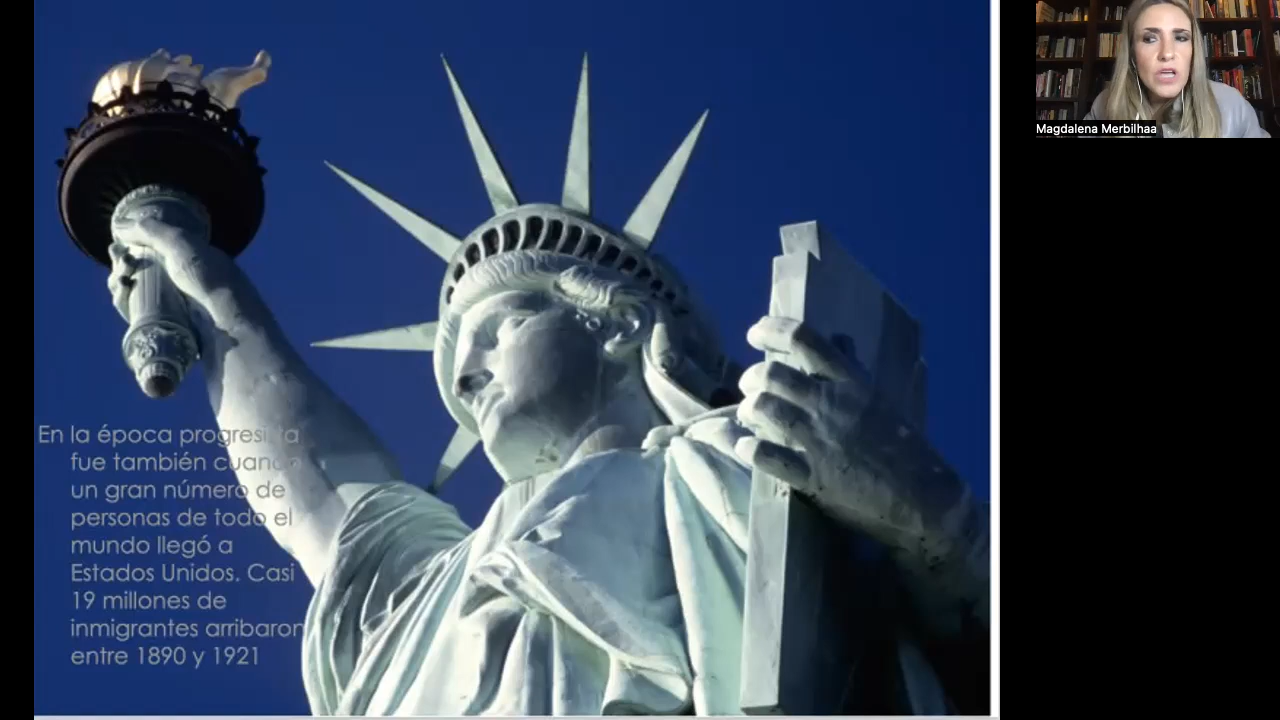 En la época progresista
fue también cuando
un gran número de
personas de todo el
mundo llegó a
Estados Unidos. Casi
19 millones de
inmigrantes arribaron
entre 1890 y 1921
Magdalena Merbilhaa